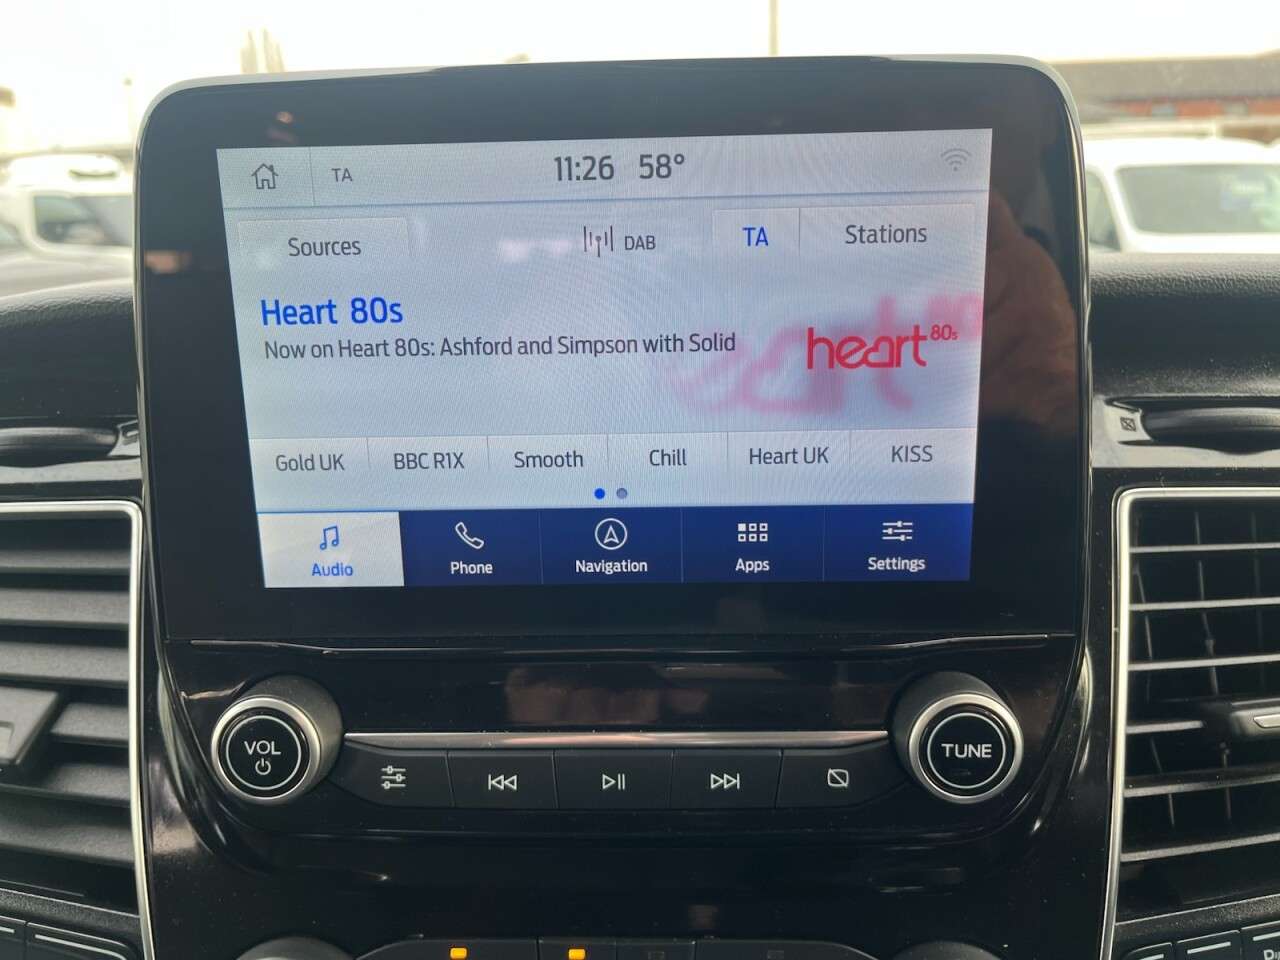 TA 11:26 58°
Sources DAB TA Stations
Heart 80s
Now on Heart 80s: Ashford and Simpson with Solid
heart 80s
Gold UK BBC R1X Smooth Chill Heart UK KISS
Audio Phone Navigation Apps Settings
VOL
TUNE